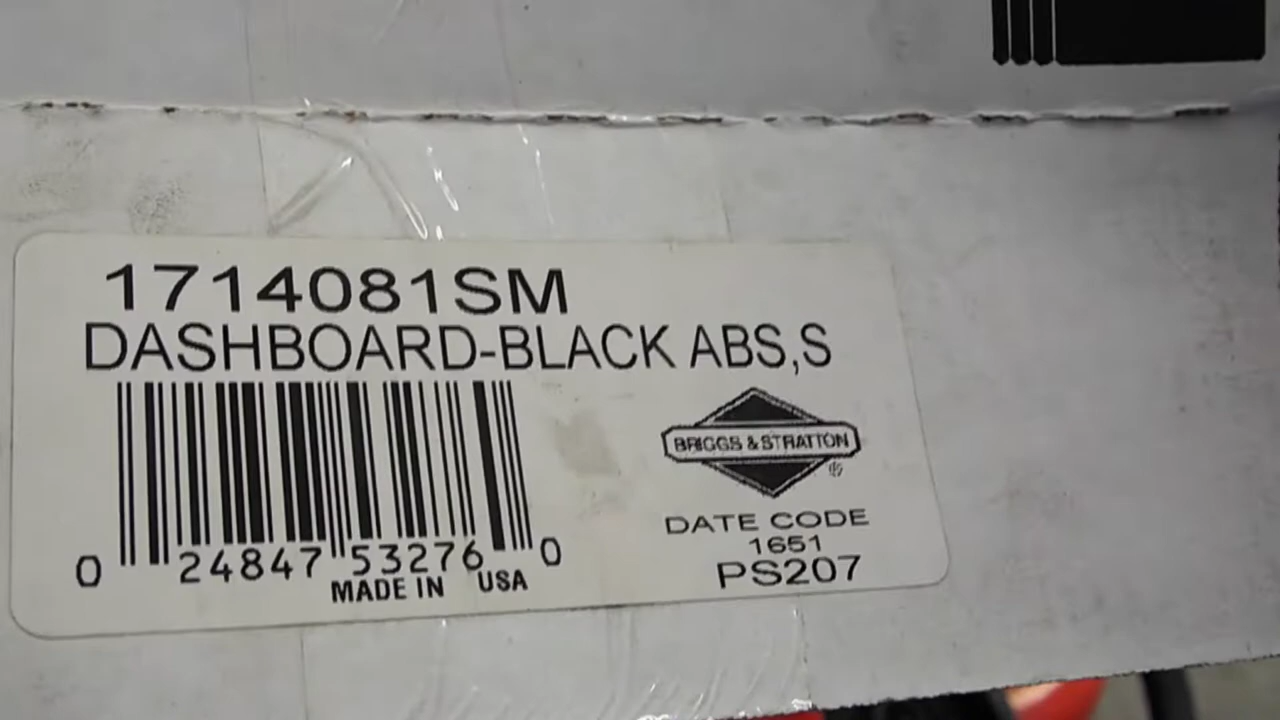 1714081SM
DASHBOARD-BLACK ABS,S
BRIGGS & STRATTON
®
DATE CODE
1651
PS207
0 24847 53276 0
MADE IN USA